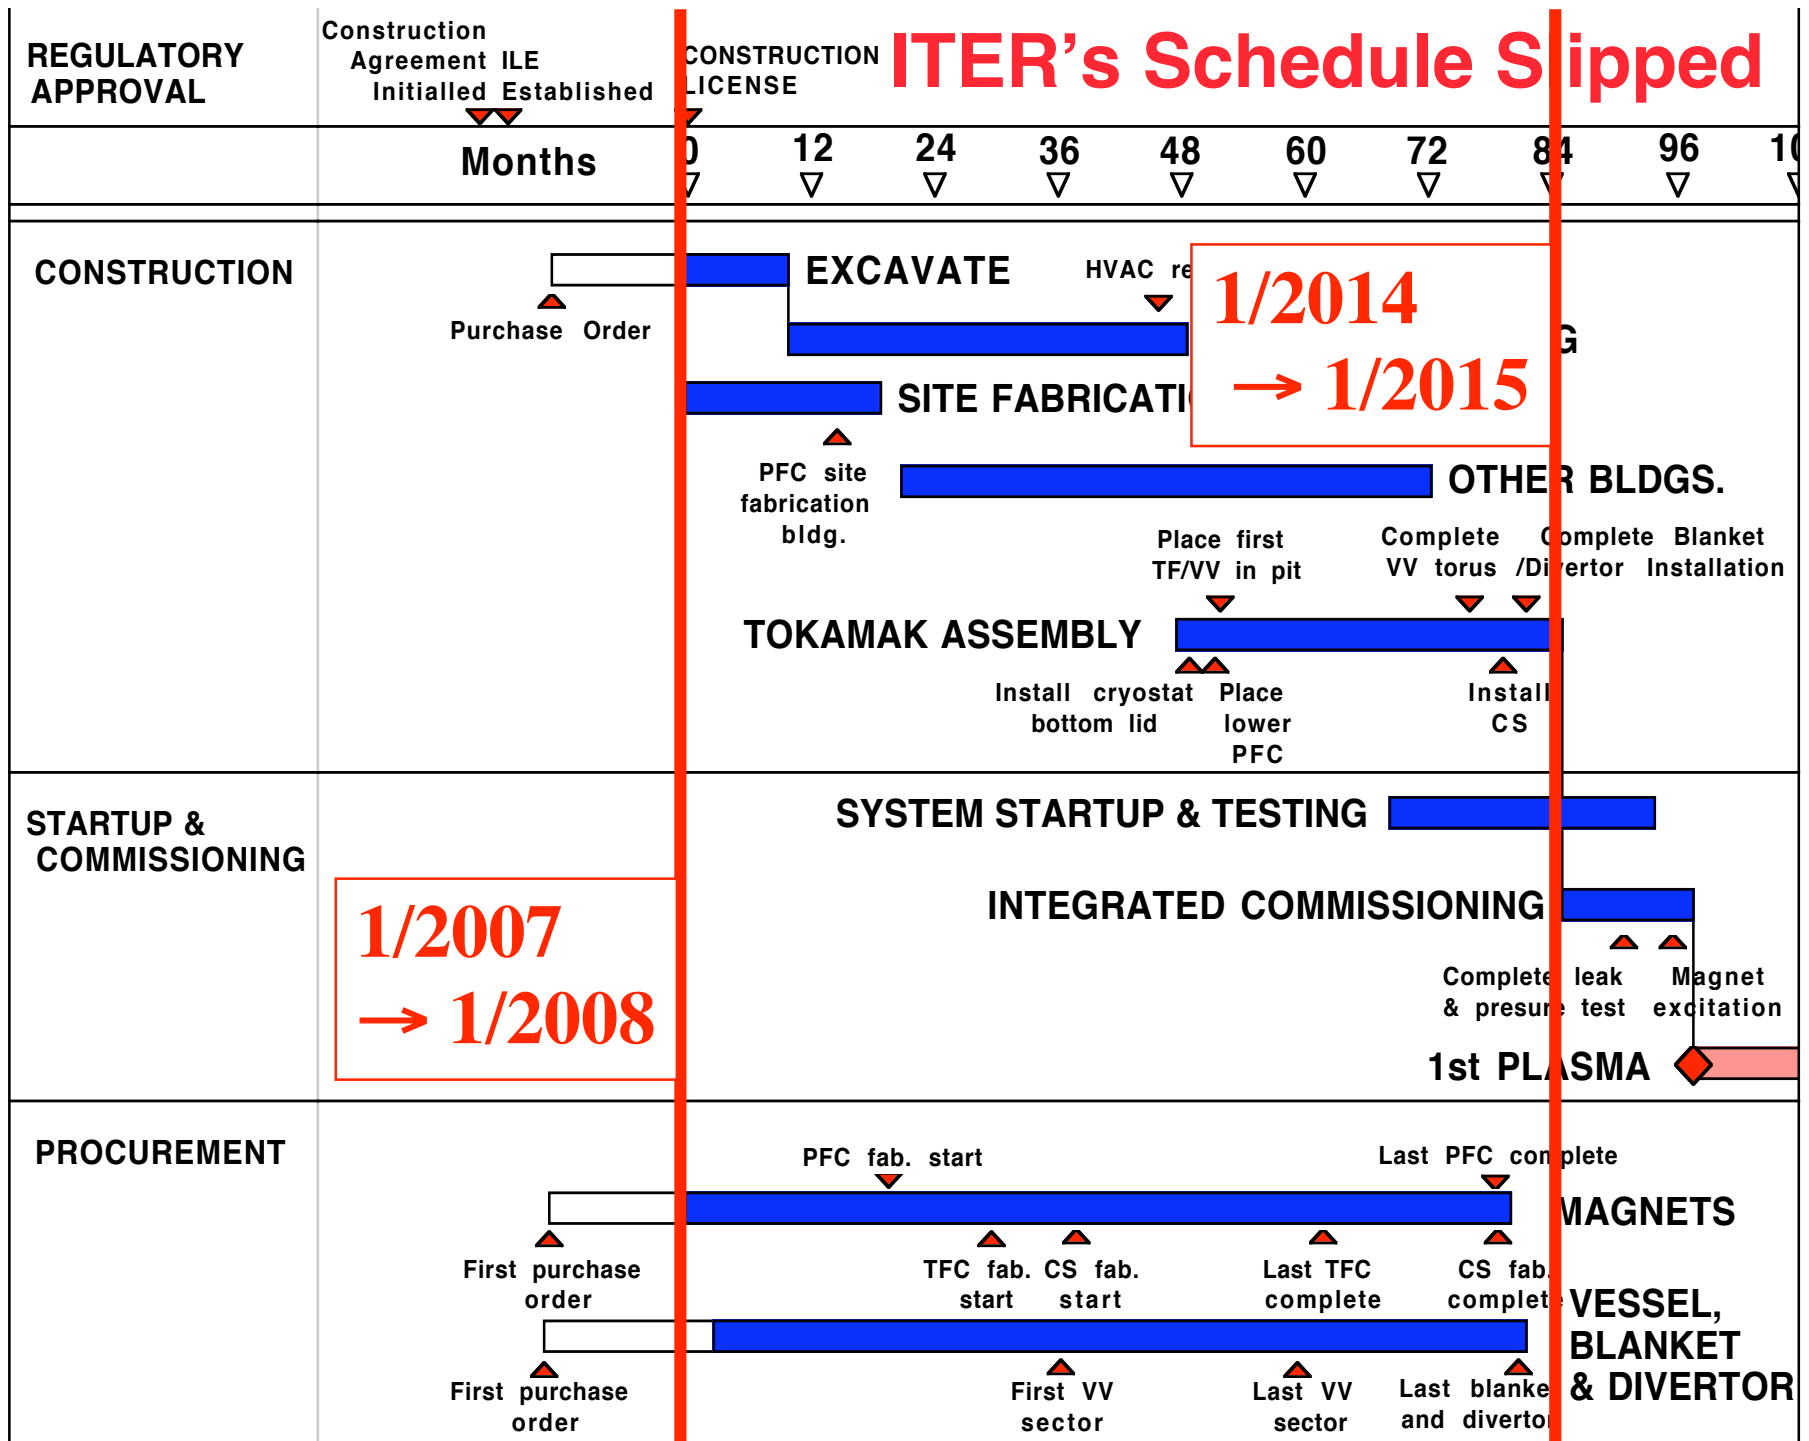 REGULATORY
APPROVAL
Construction
Agreement ILE
Initialled Established
CONSTRUCTION
LICENSE
ITER's Schedule Slipped
Months
0 12 24 36 48 60 72 84 96
CONSTRUCTION
EXCAVATE
HVAC
Purchase Order
1/2014
→ 1/2015
SITE
PFC site
fabrication
bldg.
OTHER BLDGS.
Place first
TF/VV in pit
Complete
VV torus
Complete Blanket
/Divertor Installation
TOKAMAK ASSEMBLY
Install cryostat
bottom lid
Place
lower
PFC
Install
CS
STARTUP &
COMMISSIONING
SYSTEM STARTUP & TESTING
INTEGRATED COMMISSIONING
1/2007
→ 1/2008
Complete leak
& presure test
Magnet
excitation
1st PLASMA
PROCUREMENT
PFC fab. start
Last PFC complete
MAGNETS
First purchase
order
TFC fab.
start
CS fab.
start
Last TFC
complete
CS fab.
complete
VESSEL,
BLANKET
& DIVERTOR
First purchase
order
First VV
sector
Last VV
sector
Last blanket
and divertor